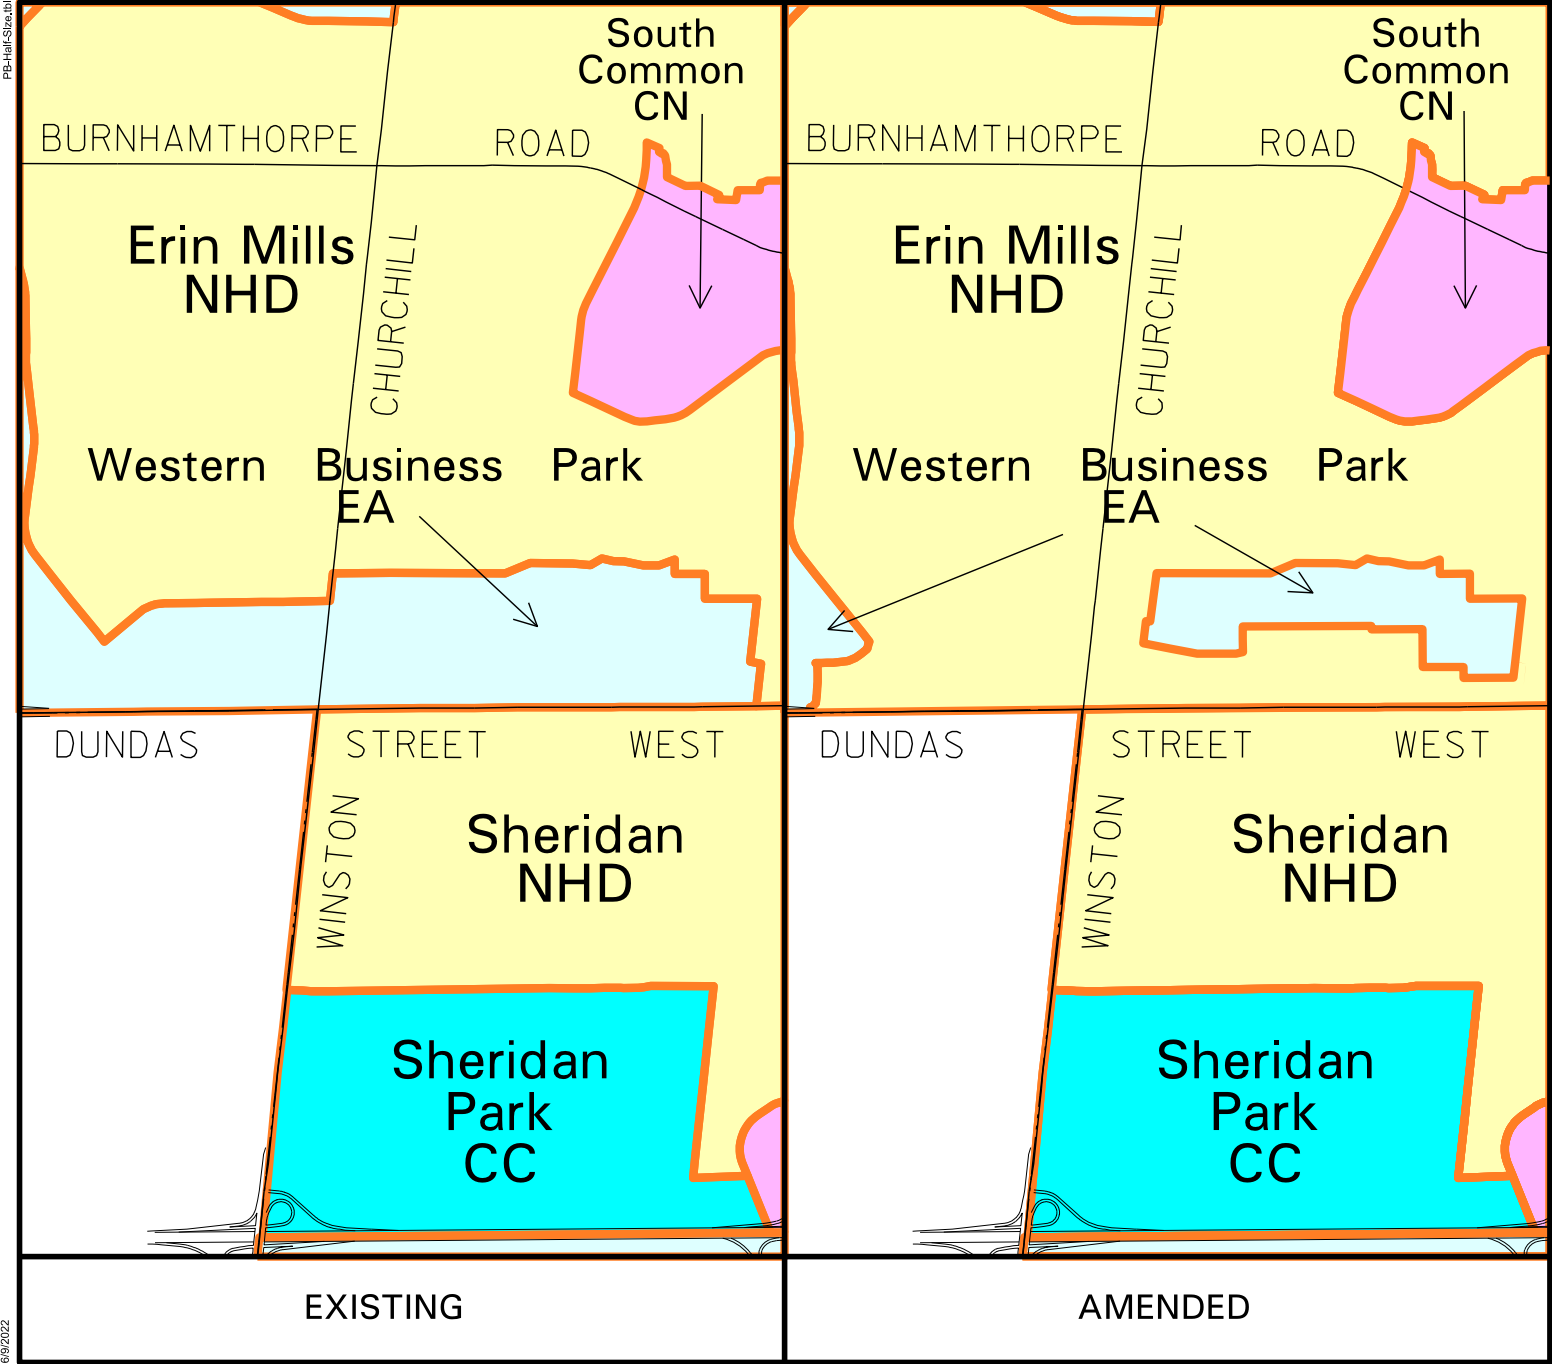 PB-Half-SIze.tbl
South
Common
CN
BURNHAMTHORPE ROAD
Erin Mills
NHD
CHURCHILL
Western Business Park
EA
DUNDAS STREET WEST
WINSTON
Sheridan
NHD
Sheridan
Park
CC
EXISTING
South
Common
CN
BURNHAMTHORPE ROAD
Erin Mills
NHD
CHURCHILL
Western Business Park
EA
DUNDAS STREET WEST
WINSTON
Sheridan
NHD
Sheridan
Park
CC
AMENDED
6/9/2022